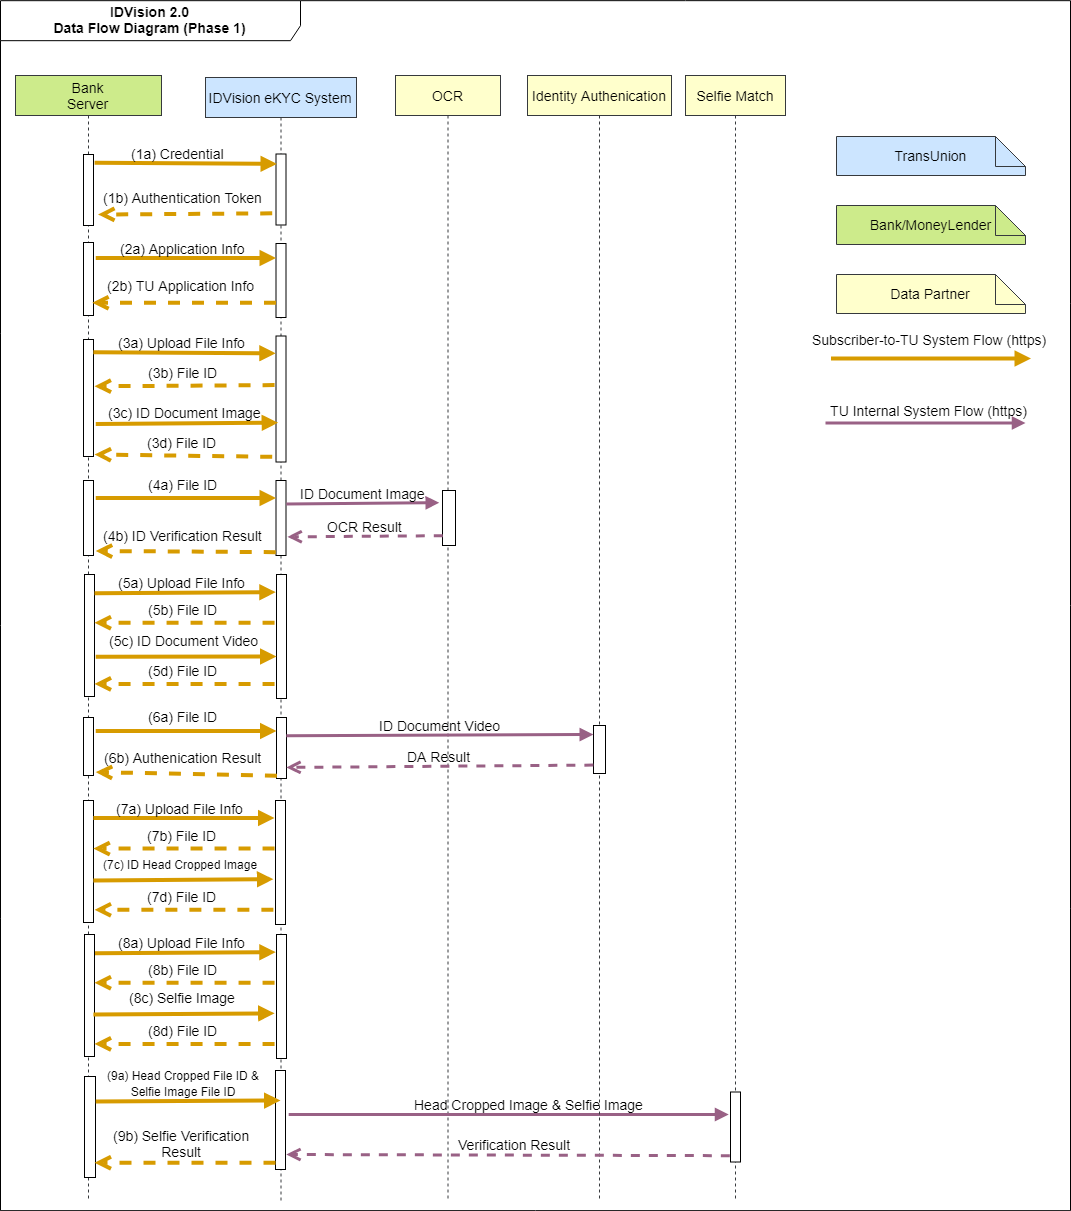 IDVision 2.0
Data Flow Diagram (Phase 1)
Bank
Server
IDVision eKYC System
OCR
Identity Authenication
Selfie Match
TransUnion
Bank/MoneyLender
Data Partner
Subscriber-to-TU System Flow (https)
TU Internal System Flow (https)
(1a) Credential
(1b) Authentication Token
(2a) Application Info
(2b) TU Application Info
(3a) Upload File Info
(3b) File ID
(3c) ID Document Image
(3d) File ID
(4a) File ID
ID Document Image
OCR Result
(4b) ID Verification Result
(5a) Upload File Info
(5b) File ID
(5c) ID Document Video
(5d) File ID
(6a) File ID
ID Document Video
DA Result
(6b) Authenication Result
(7a) Upload File Info
(7b) File ID
(7c) ID Head Cropped Image
(7d) File ID
(8a) Upload File Info
(8b) File ID
(8c) Selfie Image
(8d) File ID
(9a) Head Cropped File ID &
Selfie Image File ID
Head Cropped Image & Selfie Image
(9b) Selfie Verification
Result
Verification Result